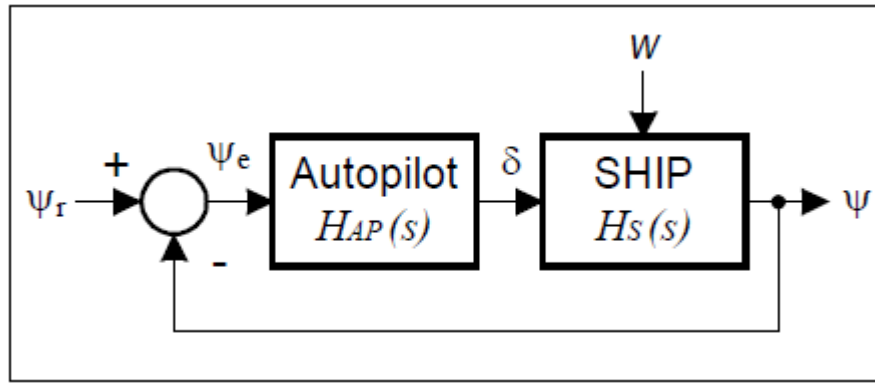 w
+ ψe Autopilot δ SHIP
ψr HAP(s) HS(s) ψ
-